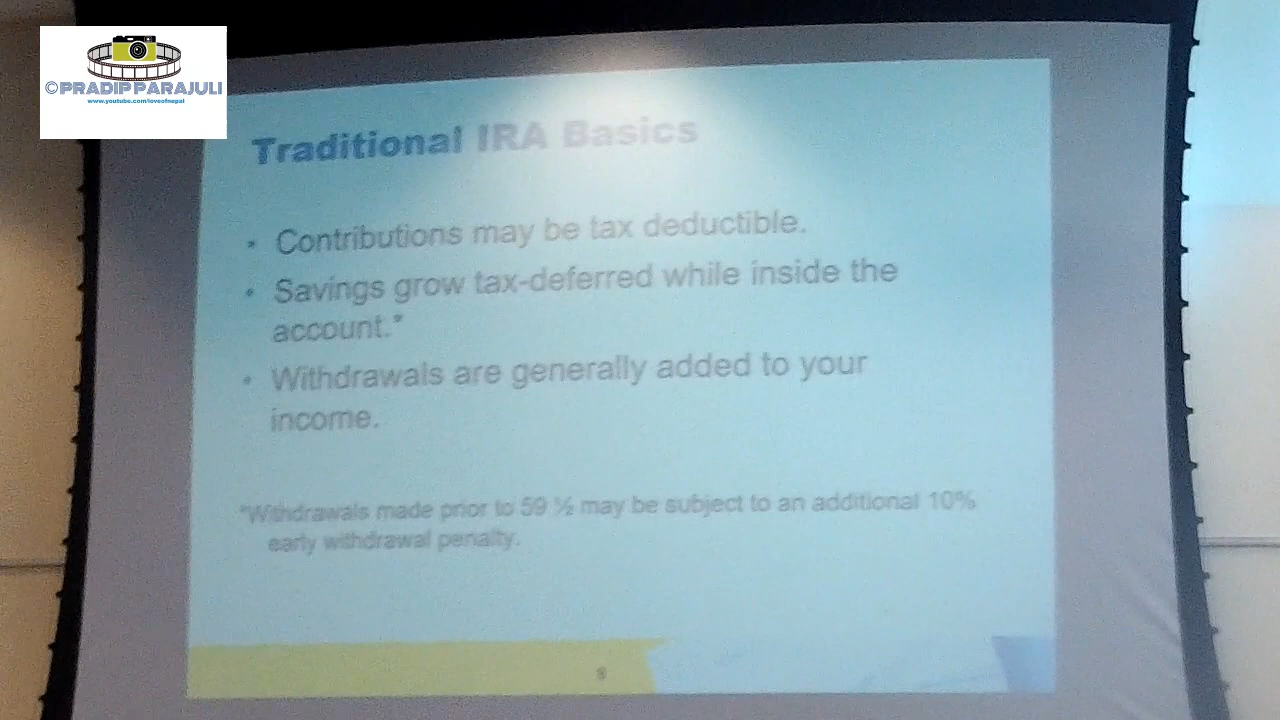 ©PRADIP PARAJULI
www.youtube.com/loveofnepal
Traditional IRA Basics
• Contributions may be tax deductible.
• Savings grow tax-deferred while inside the
account.*
• Withdrawals are generally added to your
income.
*Withdrawals made prior to 59 ½ may be subject to an additional 10%
early withdrawal penalty.